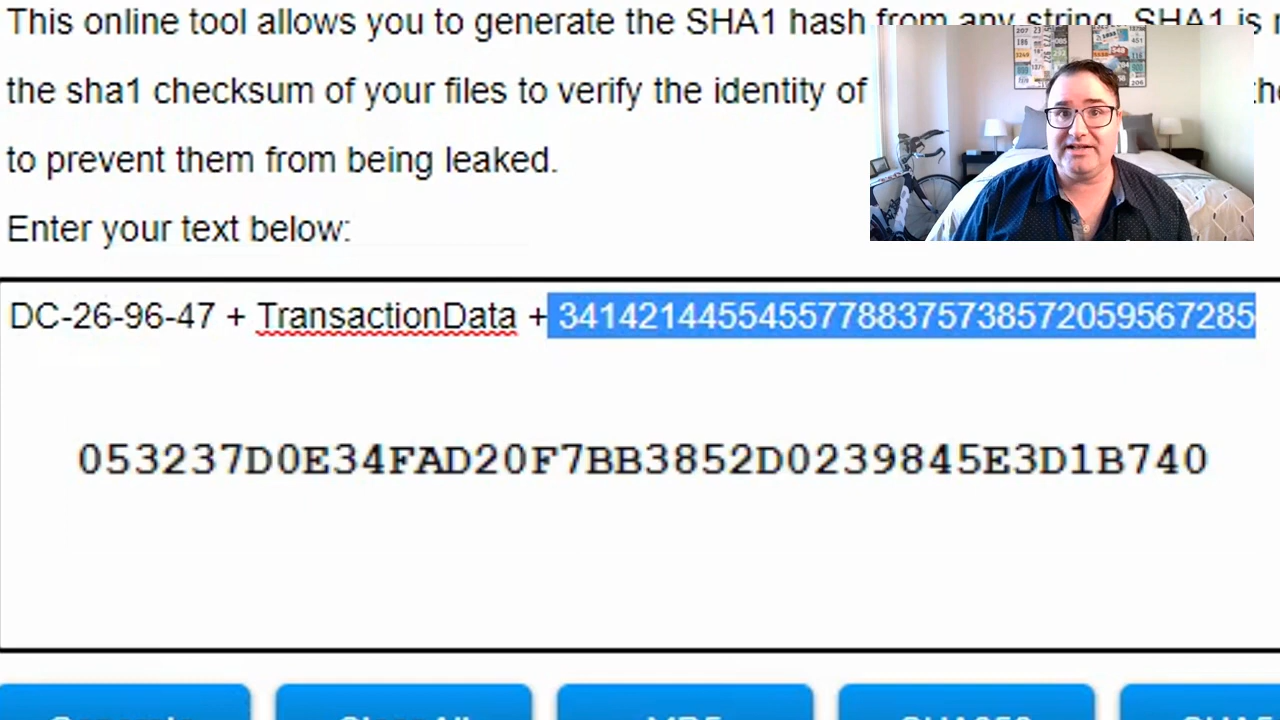 This online tool allows you to generate the SHA1 hash from any string. SHA1 is
the sha1 checksum of your files to verify the identity of
to prevent them from being leaked.
Enter your text below:
DC-26-96-47 + TransactionData + 3414214455455778837573857205956​7285
053237D0E34FAD20F7BB3852D0239845E3D1B740